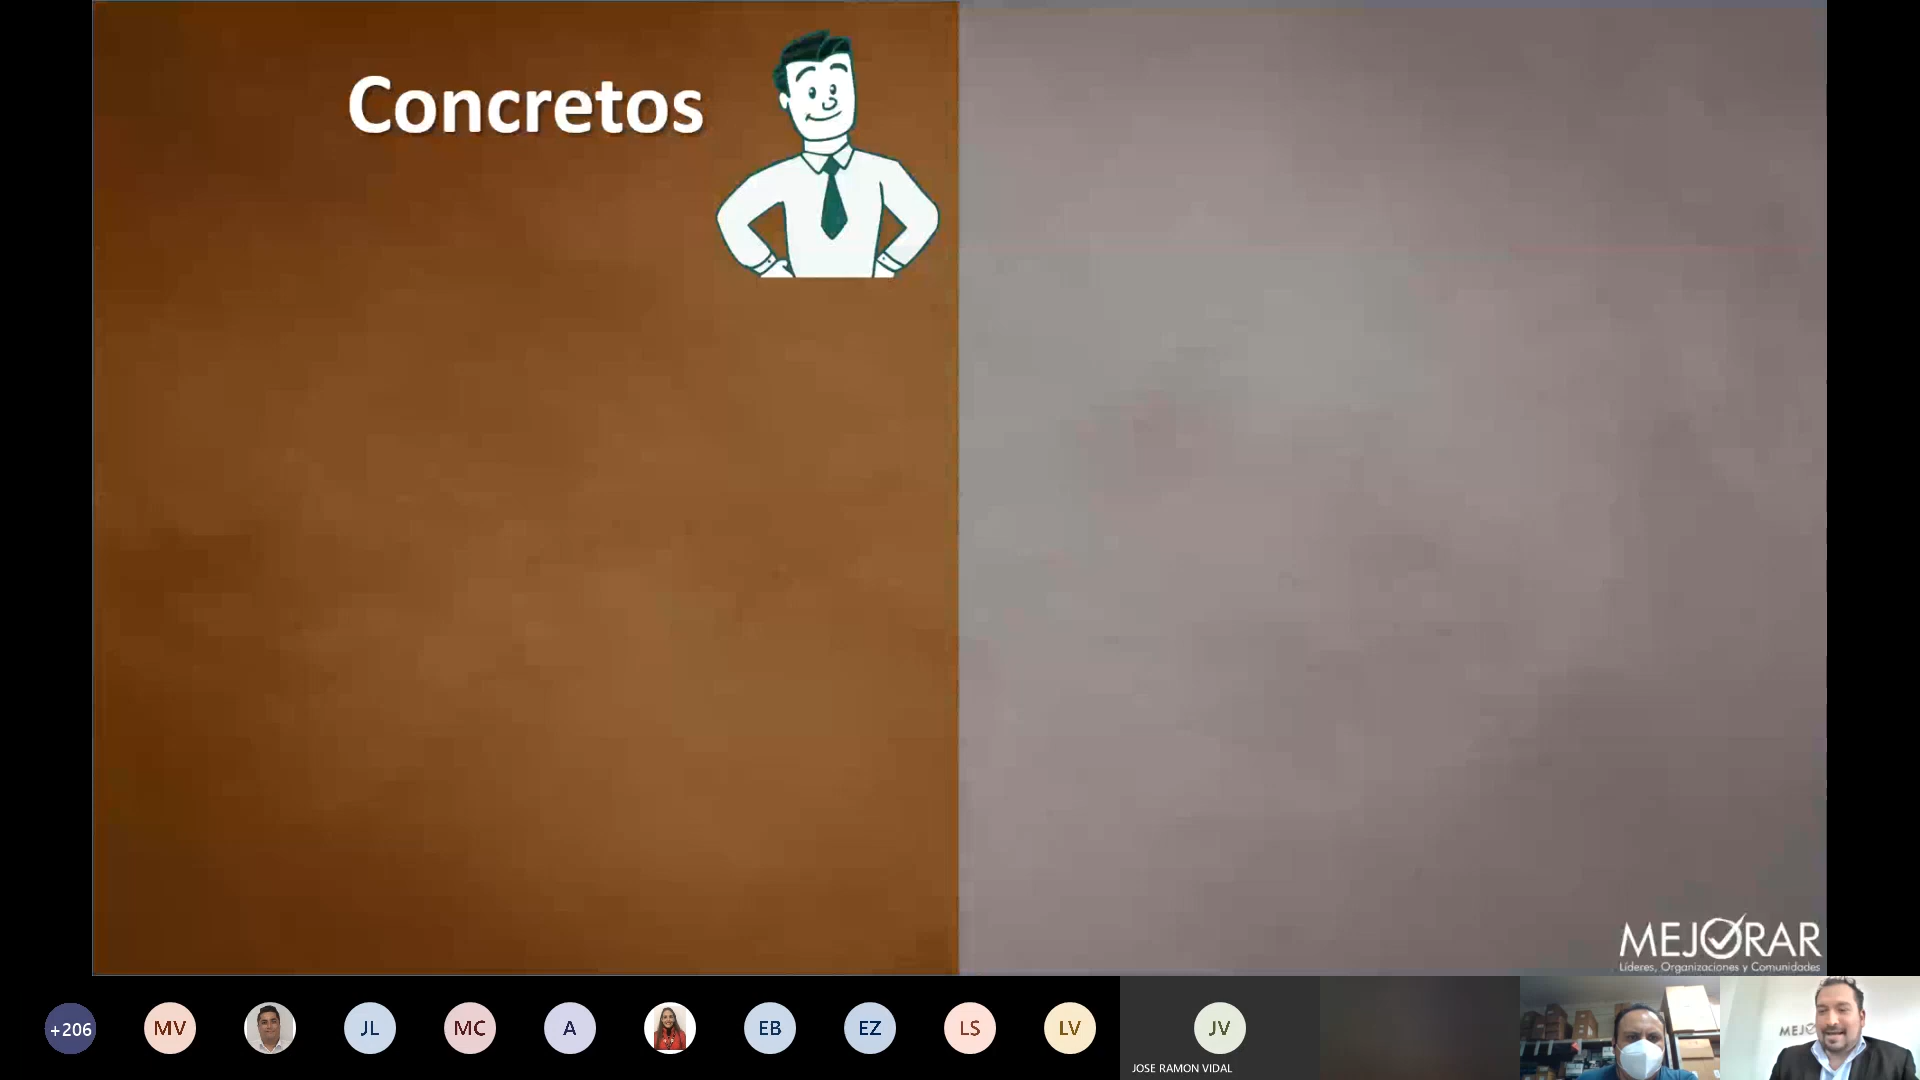 Concretos
MEJORAR
Líderes, Organizaciones y Comunidades
+206
MV
JL
MC
A
EB
EZ
LS
LV
JV
JOSE RAMON VIDAL